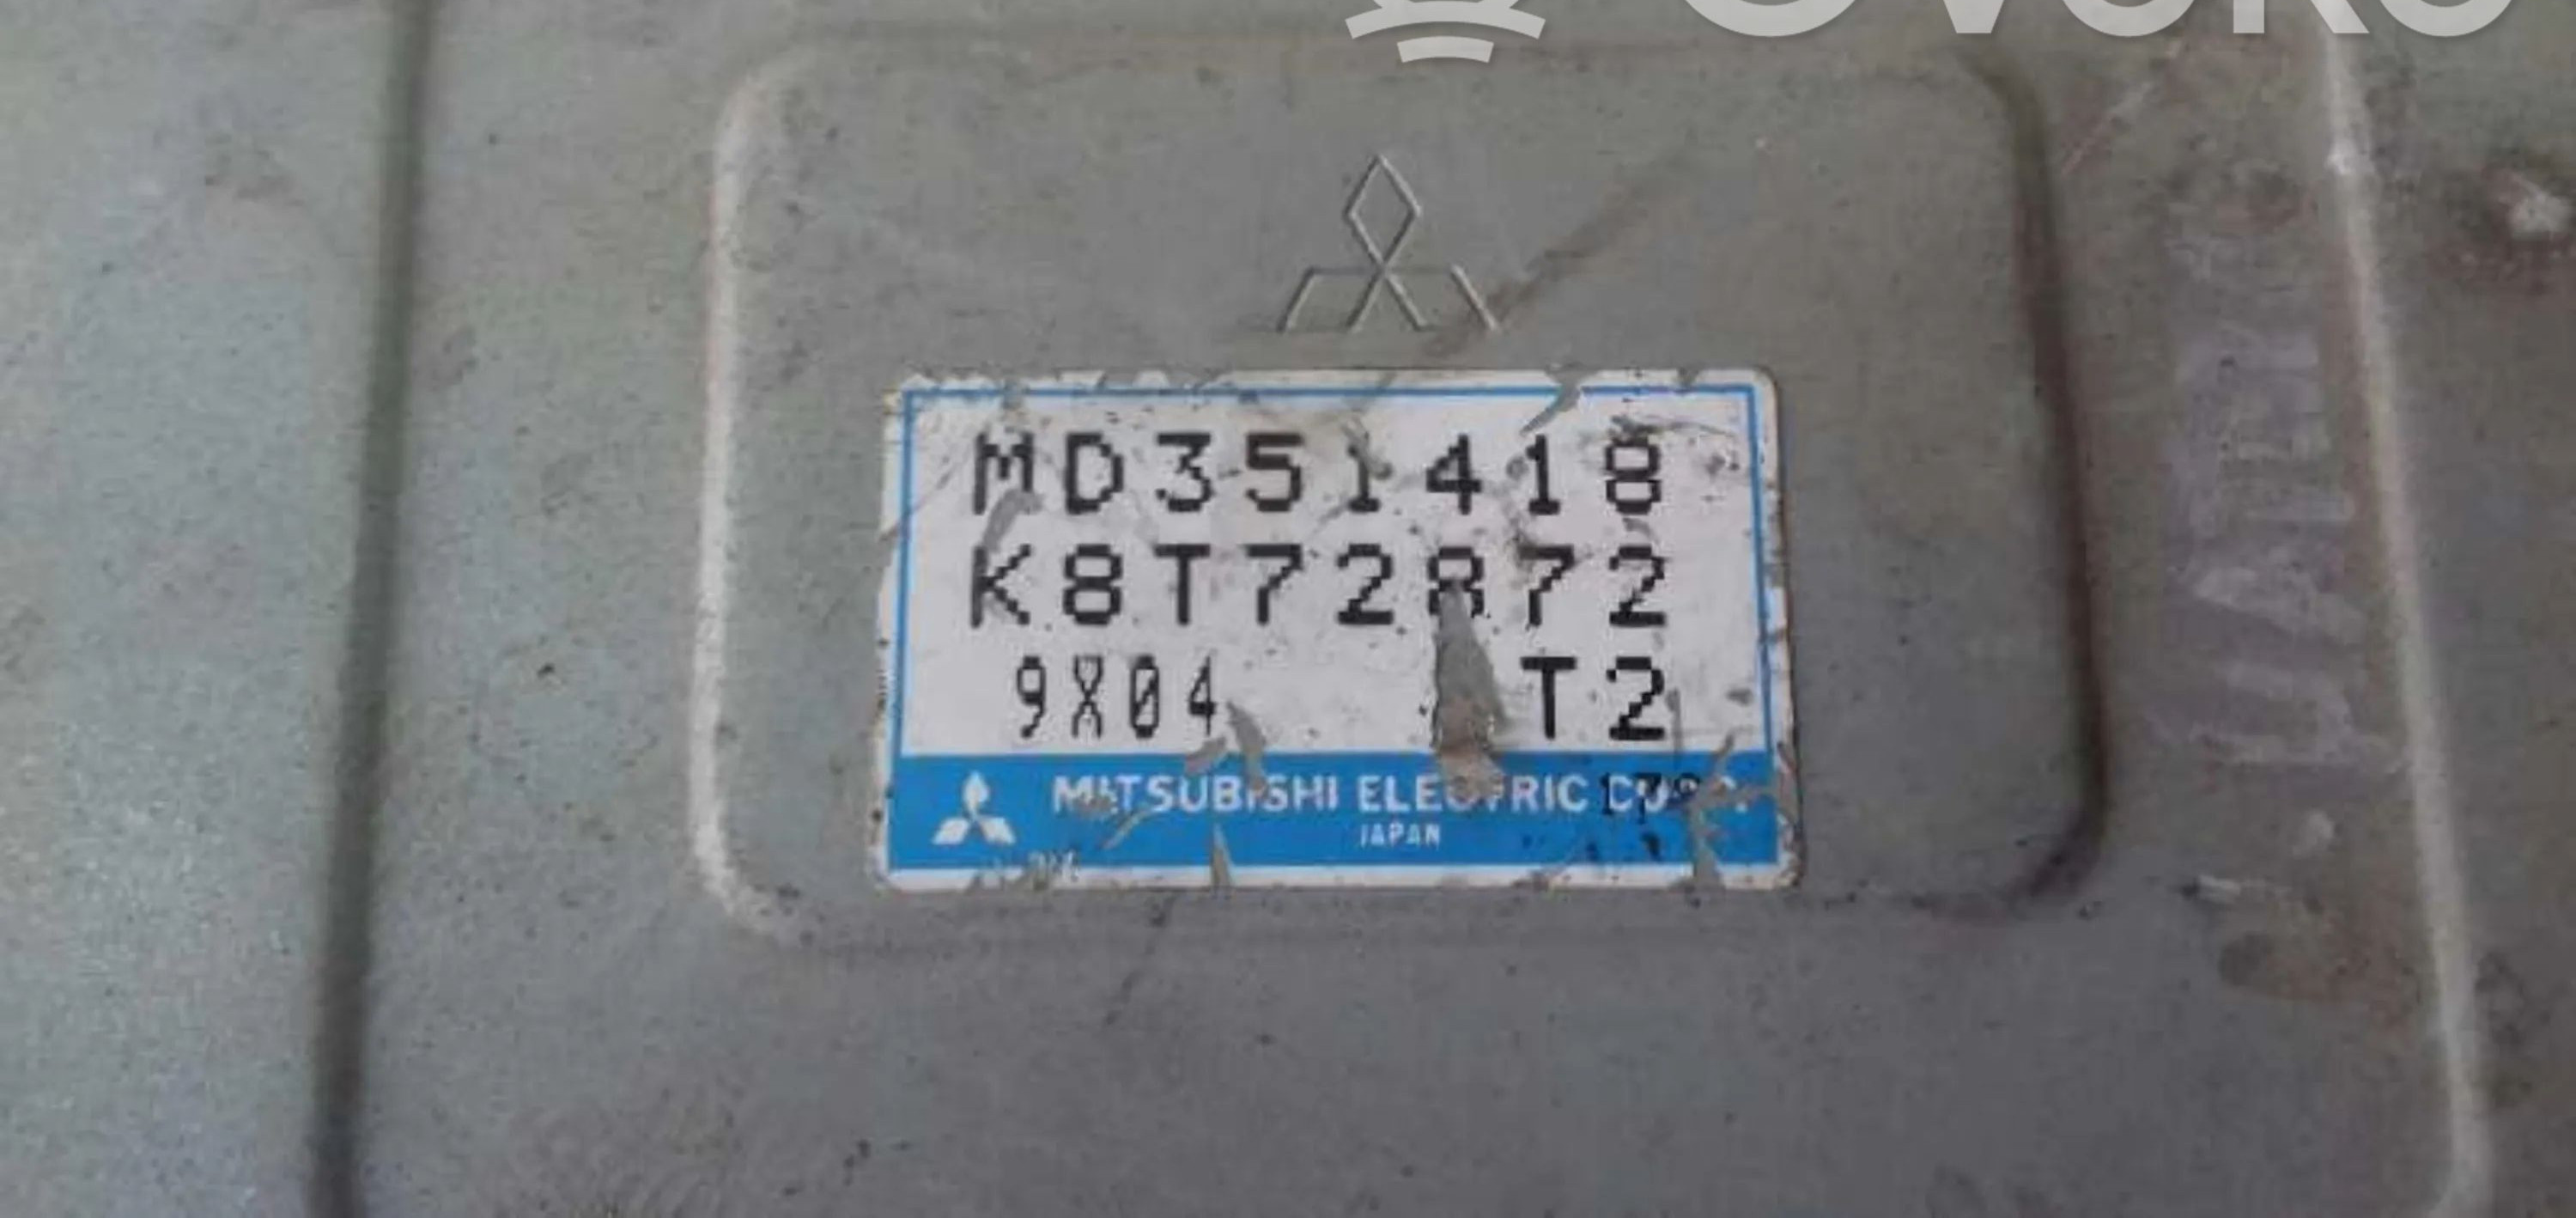 MD351418
K8T72872
9X04 T2
MITSUBISHI ELECTRIC
JAPAN